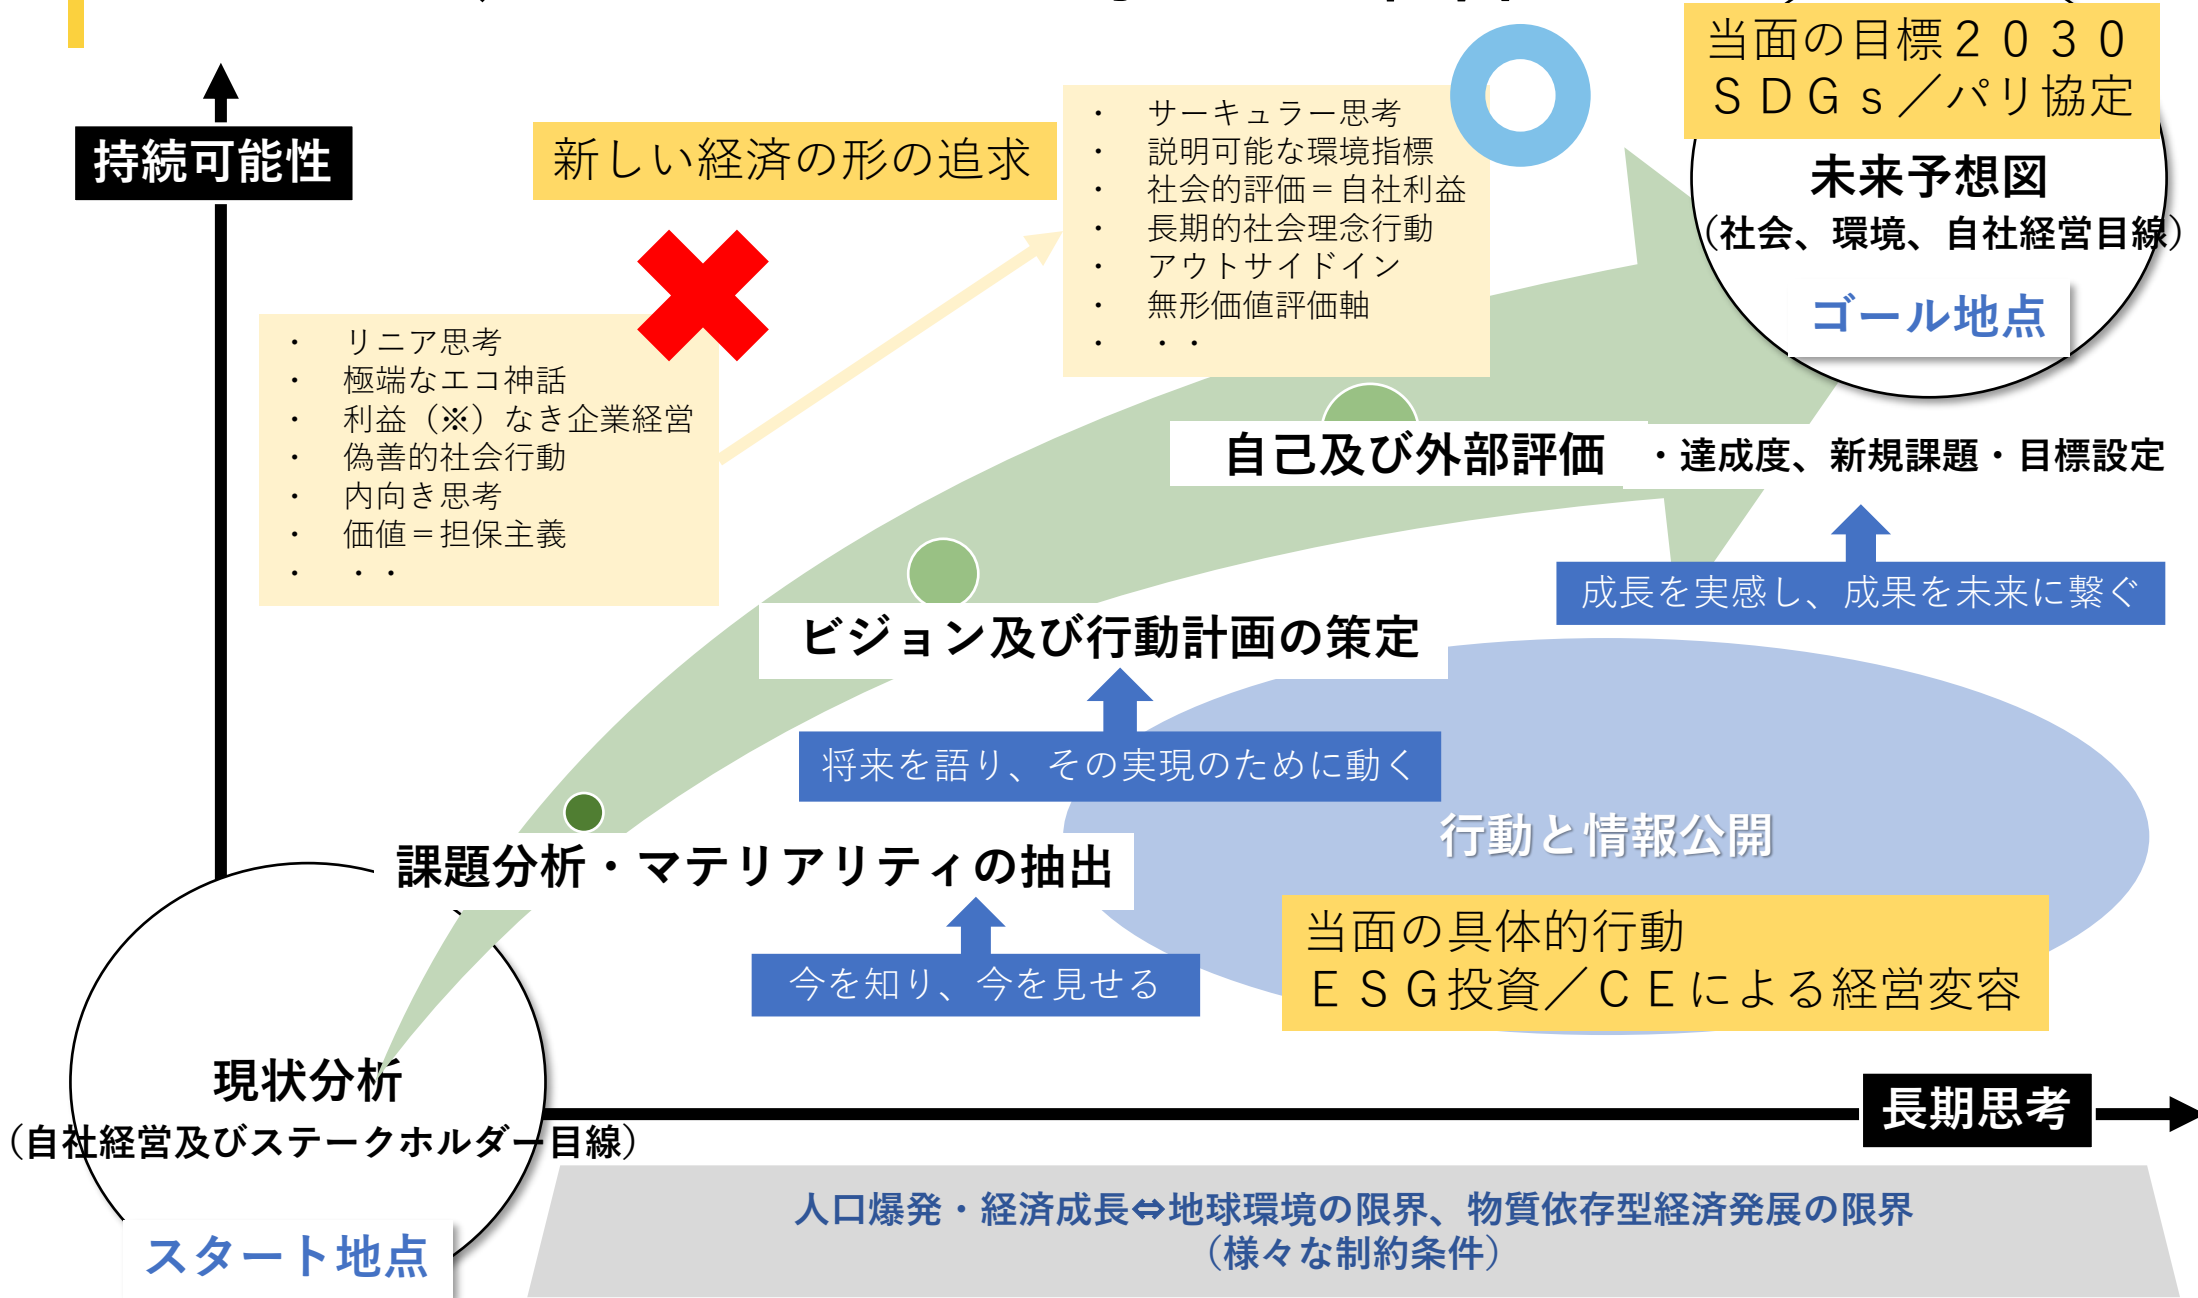 当面の目標２０３０
ＳＤＧｓ／パリ協定
持続可能性
新しい経済の形の追求
・ サーキュラー思考
・ 説明可能な環境指標
・ 社会的評価＝自社利益
・ 長期的社会理念行動
・ アウトサイドイン
・ 無形価値評価軸
・ ・・
未来予想図
（社会、環境、自社経営目線）
ゴール地点
・ リニア思考
・ 極端なエコ神話
・ 利益（※）なき企業経営
・ 偽善的社会行動
・ 内向き思考
・ 価値＝担保主義
・ ・・
自己及び外部評価
・達成度、新規課題・目標設定
成長を実感し、成果を未来に繋ぐ
ビジョン及び行動計画の策定
将来を語り、その実現のために動く
行動と情報公開
課題分析・マテリアリティの抽出
当面の具体的行動
ＥＳＧ投資／ＣＥによる経営変容
今を知り、今を見せる
現状分析
（自社経営及びステークホルダー目線）
スタート地点
長期思考
人口爆発・経済成長⇔地球環境の限界、物質依存型経済発展の限界
（様々な制約条件）